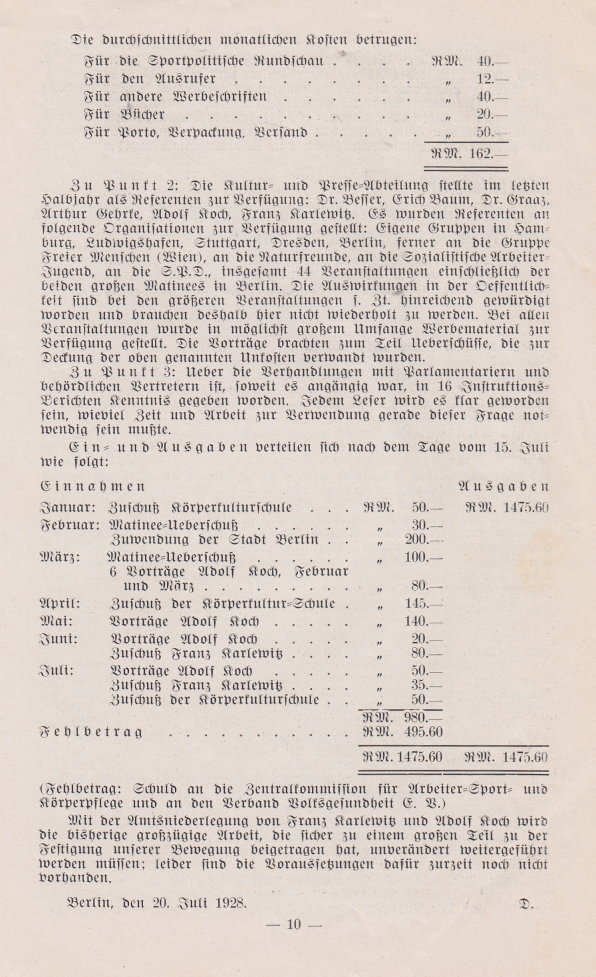 Die durchschnittlichen monatlichen Kosten betrugen:
Für die Sportpolitische Rundschau . . . . RM. 40.—
Für den Ausrufer . . . . . . . . „ 12.—
Für andere Werbeschriften . . . . . . „ 40.—
Für Bücher . . . . . . . . . . „ 20.—
Für Porto, Verpackung, Versand . . . . . „ 50.—
RM. 162.—
Zu Punkt 2: Die Kultur- und Presse-Abteilung stellte im letzten
Halbjahr als Referenten zur Verfügung: Dr. Besser, Erich Baum, Dr. Graaz,
Arthur Gehrke, Adolf Koch, Franz Karlewitz. Es wurden Referenten an
folgende Organisationen zur Verfügung gestellt: Eigene Gruppen in Ham-
burg, Ludwigshafen, Stuttgart, Dresden, Berlin, ferner an die Gruppe
Freier Menschen (Wien), an die Naturfreunde, an die Sozialistische Arbeiter-
Jugend, an die S.P.D., insgesamt 44 Veranstaltungen einschließlich der
beiden großen Matinees in Berlin. Die Auswirkungen in der Oeffentlich-
keit sind bei den größeren Veranstaltungen s. Zt. hinreichend gewürdigt
worden und brauchen deshalb hier nicht wiederholt zu werden. Bei allen
Veranstaltungen wurde in möglichst großem Umfange Werbematerial zur
Verfügung gestellt. Die Vorträge brachten zum Teil Ueberschüsse, die zur
Deckung der oben genannten Unkosten verwandt wurden.
Zu Punkt 3: Ueber die Verhandlungen mit Parlamentariern und
behördlichen Vertretern ist, soweit es angängig war, in 16 Instruktions-
Berichten Kenntnis gegeben worden. Jedem Leser wird es klar geworden
sein, wieviel Zeit und Arbeit zur Verwendung gerade dieser Frage not-
wendig sein mußte.
Ein- und Ausgaben verteilen sich nach dem Tage vom 15. Juli
wie folgt:
Einnahmen Ausgaben
Januar: Zuschuß Körperkulturschule . . . RM. 50.— RM. 1475.60
Februar: Matinee-Ueberschuß . . . . . . „ 30.—
Zuwendung der Stadt Berlin . . „ 200.—
März: Matinee-Ueberschuß . . . . . . „ 100.—
6 Vorträge Adolf Koch, Februar
und März . . . . . . . . . „ 80.—
April: Zuschuß der Körperkultur-Schule . „ 145.—
Mai: Vorträge Adolf Koch . . . . . „ 140.—
Juni: Vorträge Adolf Koch . . . . . „ 20.—
Zuschuß Franz Karlewitz . . . . „ 80.—
Juli: Vorträge Adolf Koch . . . . . „ 50.—
Zuschuß Franz Karlewitz . . . . „ 35.—
Zuschuß der Körperkulturschule . . „ 50.—
RM. 980.—
Fehlbetrag . . . . . . . . . . . RM. 495.60
RM. 1475.60 RM. 1475.60
(Fehlbetrag: Schuld an die Zentralkommission für Arbeiter-Sport- und
Körperpflege und an den Verband Volksgesundheit E. V.)
Mit der Amtsniederlegung von Franz Karlewitz und Adolf Koch wird
die bisherige großzügige Arbeit, die sicher zu einem großen Teil zu der
Festigung unserer Bewegung beigetragen hat, unverändert weitergeführt
werden müssen; leider sind die Voraussetzungen dafür zurzeit noch nicht
vorhanden.
Berlin, den 20. Juli 1928. D.
— 10 —